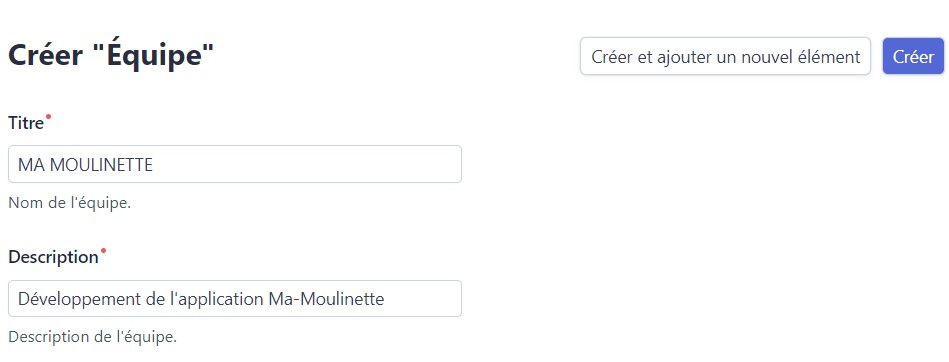 Créer "Équipe"
Créer et ajouter un nouvel élément
Créer
Titre
MA MOULINETTE
Nom de l'équipe.
Description
Développement de l'application Ma-Moulinette
Description de l'équipe.